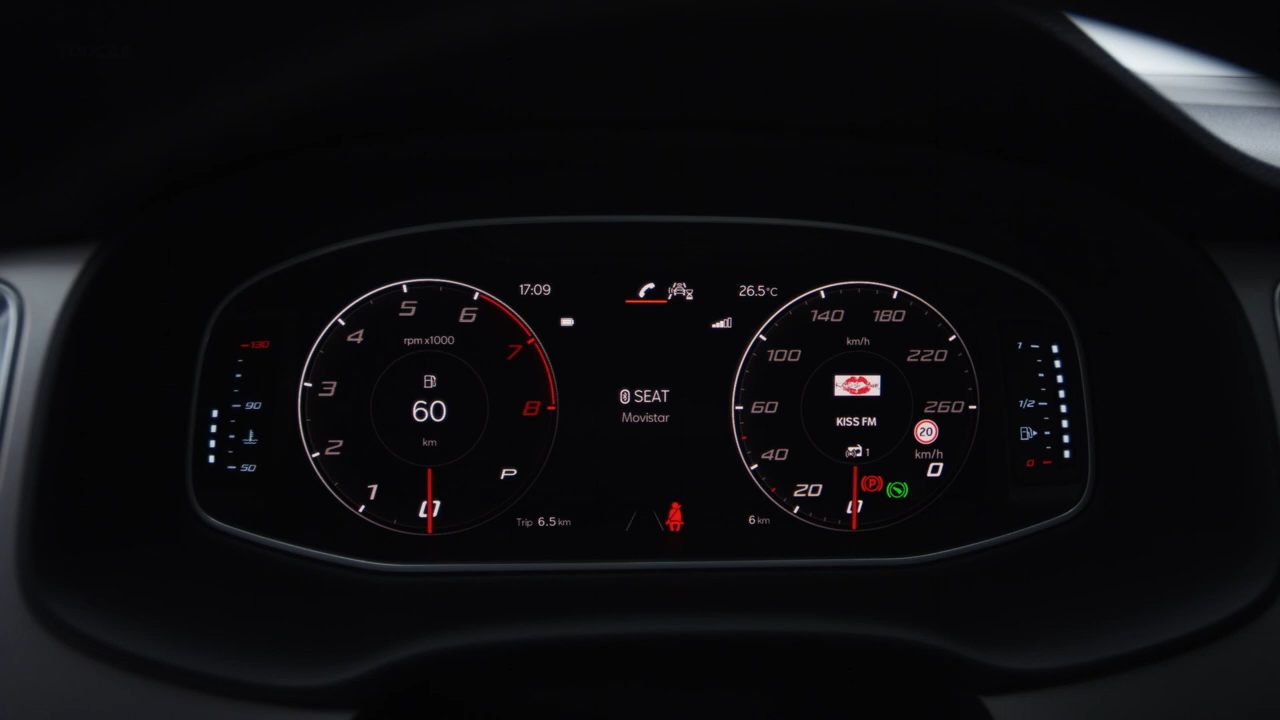 17:09
26.5°C
130
90
50
rpm x1000
0
1
2
3
4
5
6
7
8
60
km
P
Trip 6.5 km
SEAT
Movistar
6 km
km/h
0
20
40
60
100
140
180
220
260
KISS FM
1
20
km/h
0
P
1
1/2
0